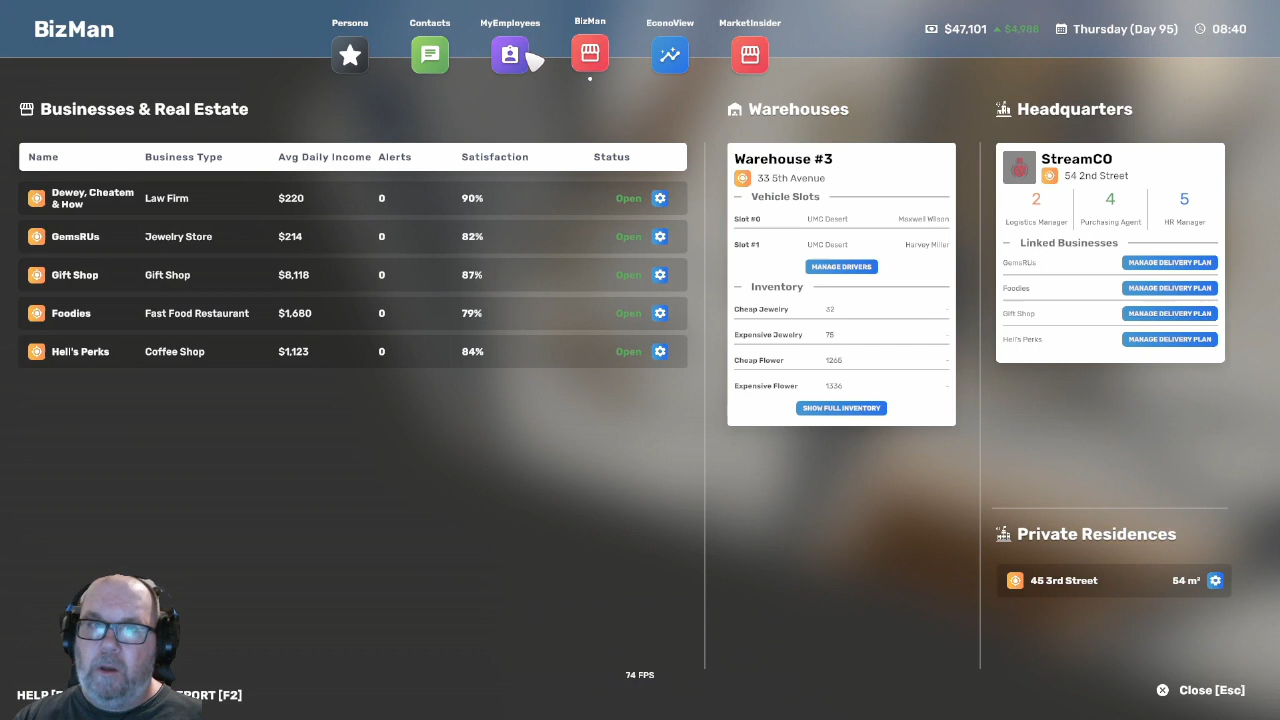 BizMan
Persona
Contacts
MyEmployees
BizMan
EconoView
MarketInsider
$47,101 $4,988 Thursday (Day 95) 08:40
Businesses & Real Estate
Name Business Type Avg Daily Income Alerts Satisfaction Status
Dewey, Cheatem
& How
Law Firm $220 0 90% Open
GemsRUs Jewelry Store $214 0 82% Open
Gift Shop Gift Shop $8,118 0 87% Open
Foodies Fast Food Restaurant $1,680 0 79% Open
Hell's Perks Coffee Shop $1,123 0 84% Open
Warehouses
Warehouse #3
33 5th Avenue
Vehicle Slots
Slot #0 UMC Desert Maxwell Wilson
Slot #1 UMC Desert Harvey Miller
MANAGE DRIVERS
Inventory
Cheap Jewelry 32 -
Expensive Jewelry 75 -
Cheap Flower 1265 -
Expensive Flower 1336 -
SHOW FULL INVENTORY
Headquarters
StreamCO
54 2nd Street
2 4 5
Logistics Manager Purchasing Agent HR Manager
Linked Businesses
GemsRUs MANAGE DELIVERY PLAN
Foodies MANAGE DELIVERY PLAN
Gift Shop MANAGE DELIVERY PLAN
Hell's Perks MANAGE DELIVERY PLAN
Private Residences
45 3rd Street 54 m²
74 FPS
HELP [ PORT [F2]
Close [Esc]